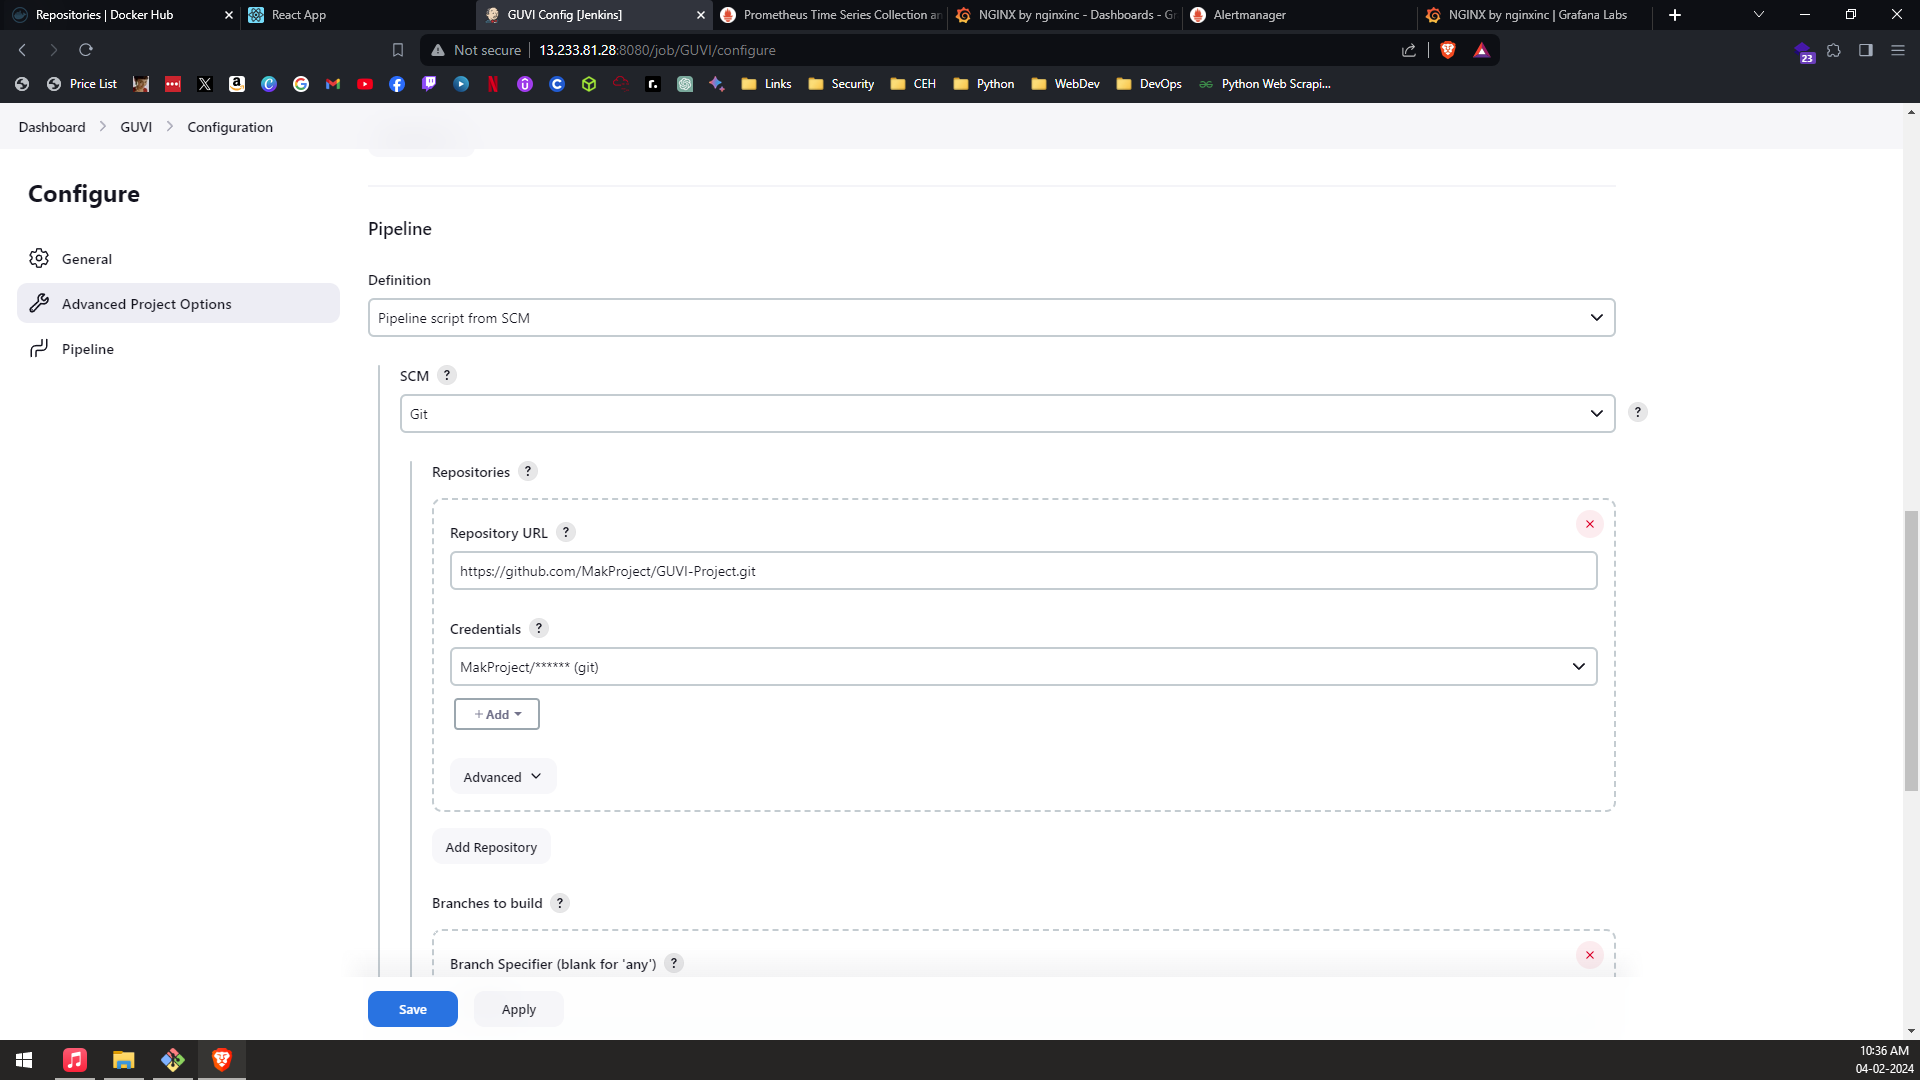 Repositories | Docker Hub
React App
GUVI Config [Jenkins]
Prometheus Time Series Collection an
NGINX by nginxinc - Dashboards - Gr
Alertmanager
NGINX by nginxinc | Grafana Labs
Not secure
13.233.81.28:8080/job/GUVI/configure
23
Price List
Links
Security
CEH
Python
WebDev
DevOps
Python Web Scrapi...
Dashboard
GUVI
Configuration
Configure
General
Advanced Project Options
Pipeline
Pipeline
Definition
Pipeline script from SCM
SCM ?
Git
?
Repositories ?
Repository URL ?
https://github.com/MakProject/GUVI-Project.git
Credentials ?
MakProject/****** (git)
+ Add
Advanced
Add Repository
Branches to build ?
Branch Specifier (blank for 'any') ?
Save
Apply
10:36 AM
04-02-2024